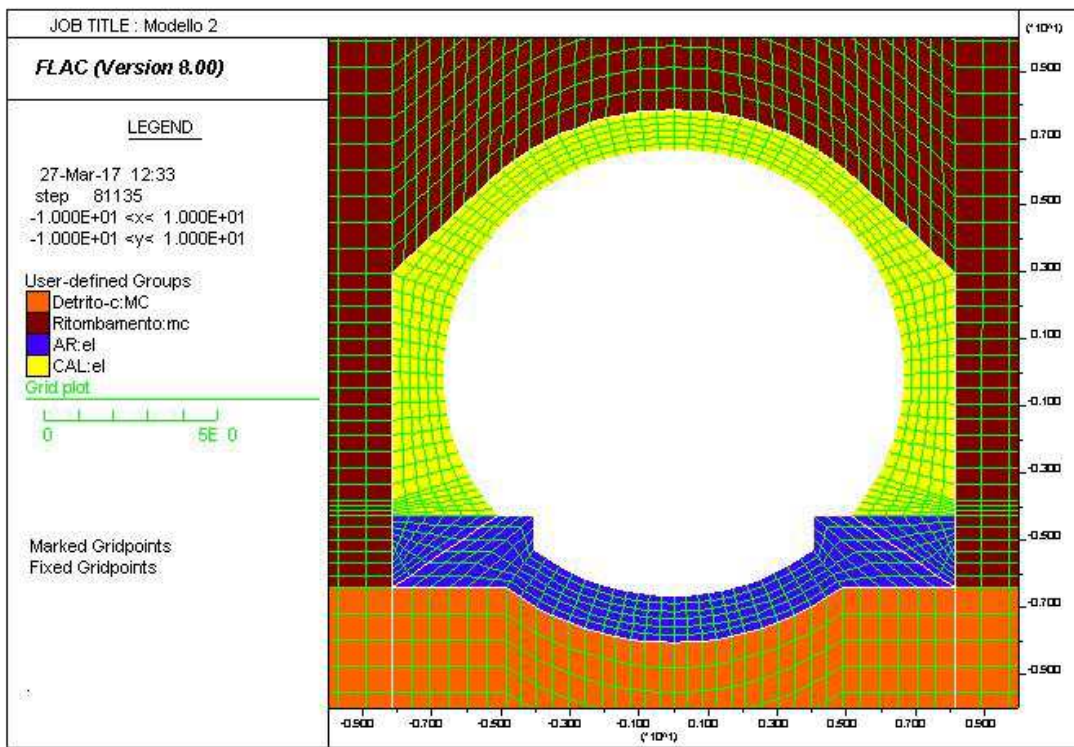 JOB TITLE : Modello 2
(*10^1)
FLAC (Version 8.00)
LEGEND
27-Mar-17 12:33
step 81135
-1.000E+01 <x< 1.000E+01
-1.000E+01 <y< 1.000E+01
User-defined Groups
Detrito-c:MC
Ritombamento:mc
AR:el
CAL:el
Grid plot
0 5E 0
Marked Gridpoints
Fixed Gridpoints
0.900
0.700
0.500
0.300
0.100
-0.100
-0.300
-0.500
-0.700
-0.900
-0.900 -0.700 -0.500 -0.300 -0.100 0.100 0.300 0.500 0.700 0.900
(*10^1)